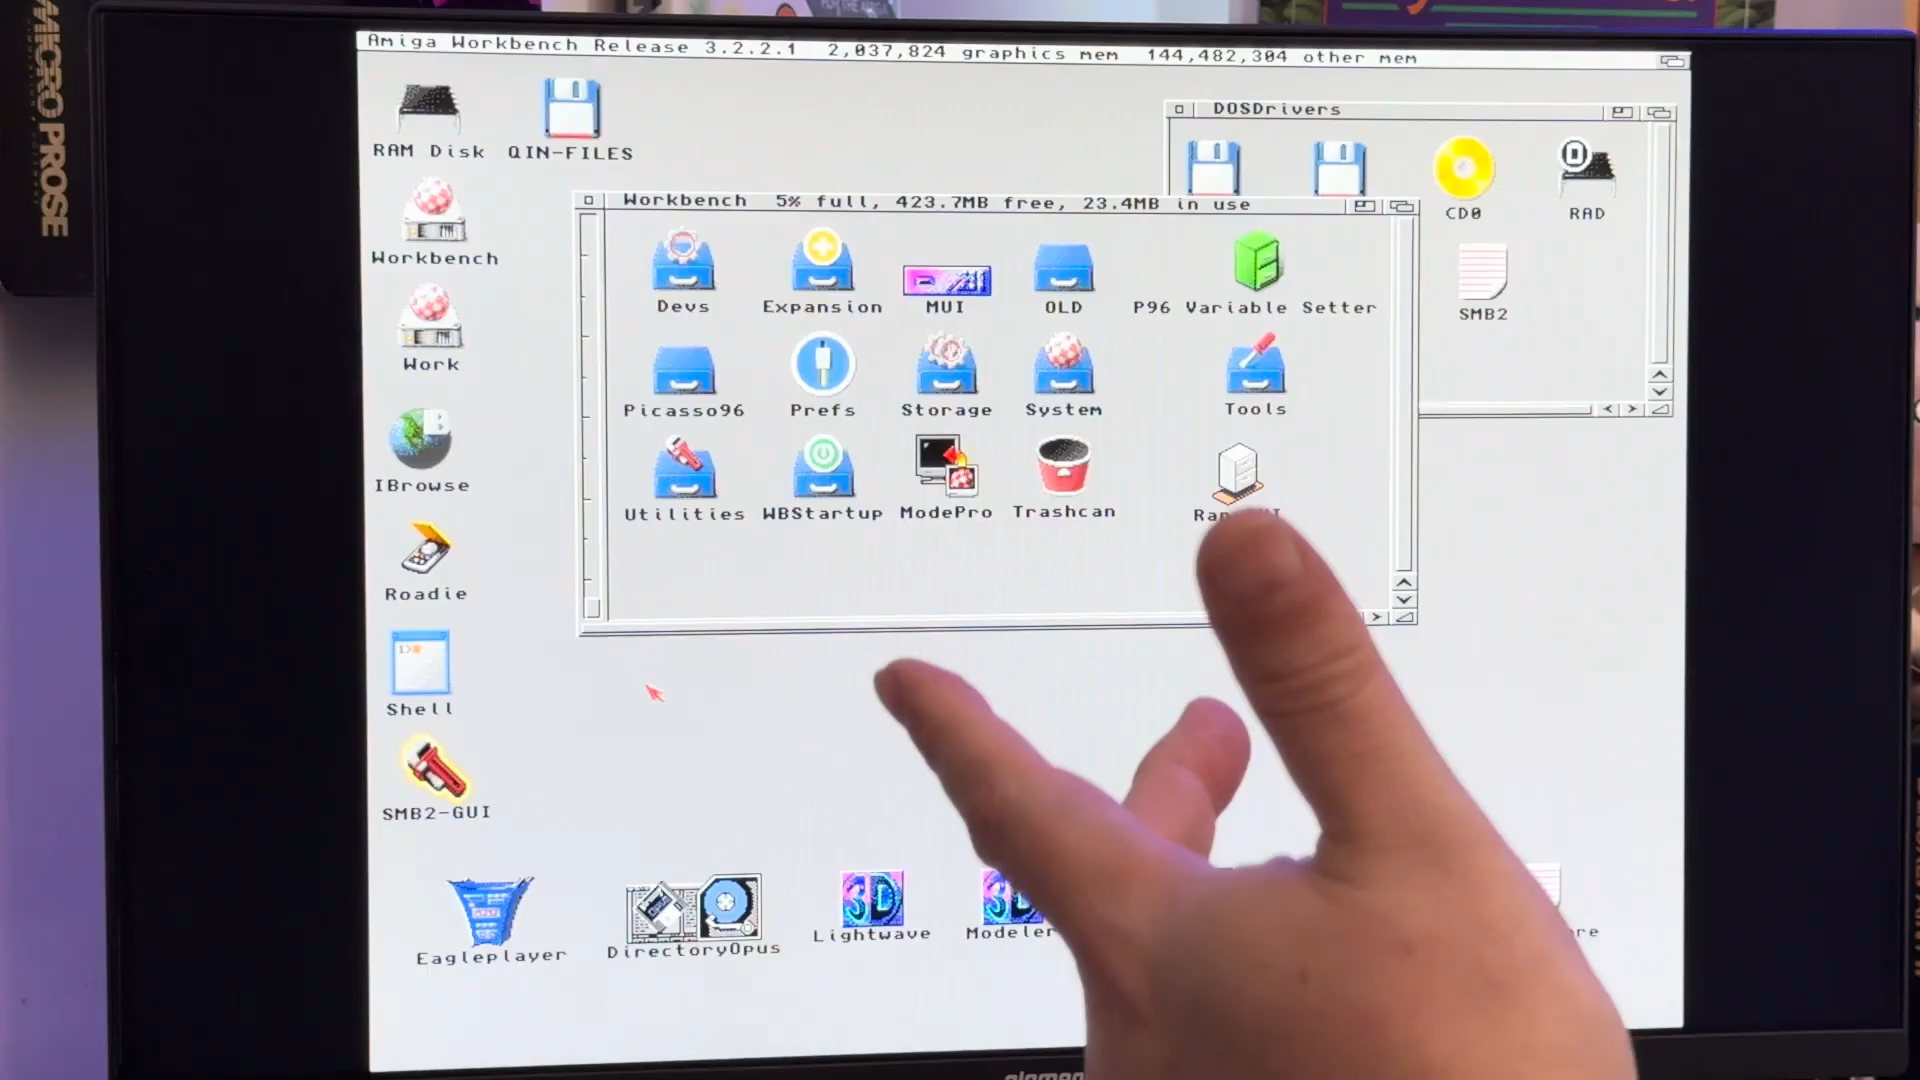 MICRO PROSE
Amiga Workbench Release 3.2.2.1 2,037,824 graphics mem 144,482,304 other mem
RAM Disk
QIN-FILES
DOSDrivers
CD0
RAD
SMB2
Workbench
Work
IBrowse
Roadie
Shell
SMB2-GUI
Workbench 5% full, 423.7MB free, 23.4MB in use
Devs
Expansion
MUI
OLD
P96 Variable Setter
Picasso96
Prefs
Storage
System
Tools
Utilities
WBStartup
ModePro
Trashcan
Eagleplayer
DirectoryOpus
3D
Lightwave
3D
Modeler